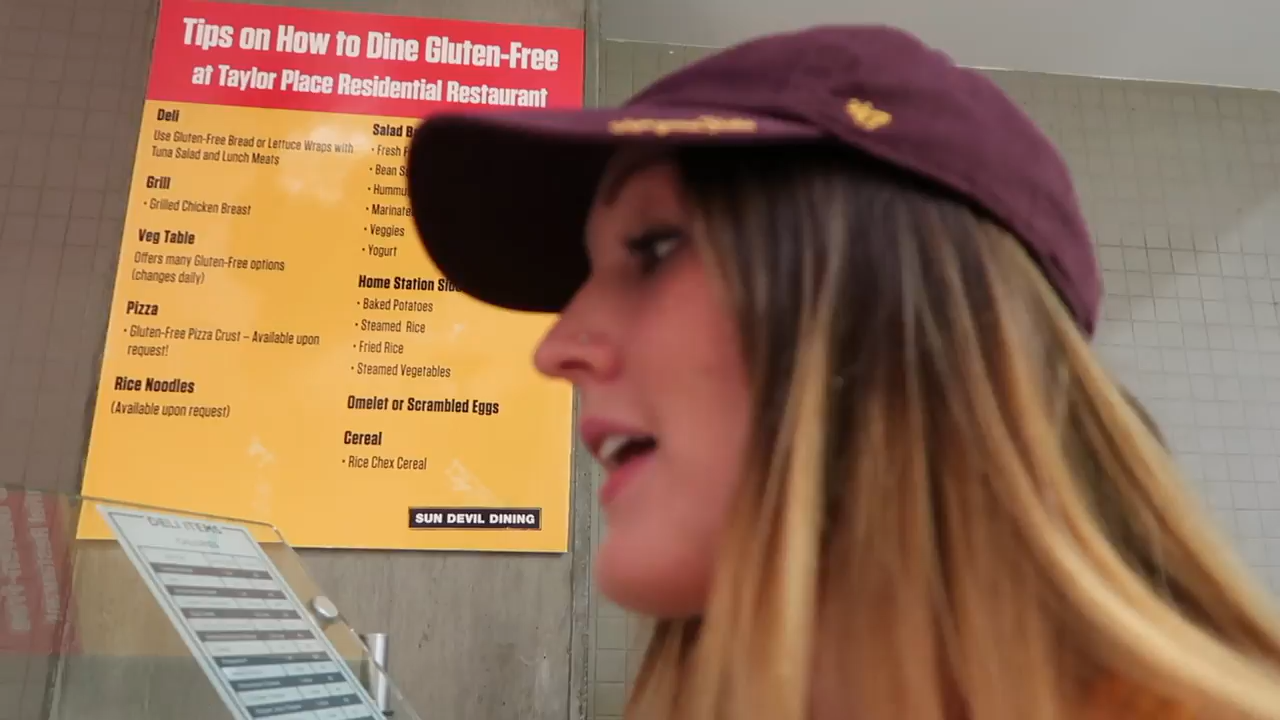 Tips on How to Dine Gluten-Free
at Taylor Place Residential Restaurant
Deli
Use Gluten-Free Bread or Lettuce Wraps with
Tuna Salad and Lunch Meats
Grill
• Grilled Chicken Breast
Veg Table
Offers many Gluten-Free options
(changes daily)
Pizza
• Gluten-Free Pizza Crust – Available upon
request!
Rice Noodles
(Available upon request)
Salad
• Fresh
• Bean
•
•
• Veggies
• Yogurt
Home Station
• Baked Potatoes
• Steamed Rice
• Fried Rice
• Steamed Vegetables
Omelet or Scrambled Eggs
Cereal
• Rice Chex Cereal
SUN DEVIL DINING
DELI ITEMS